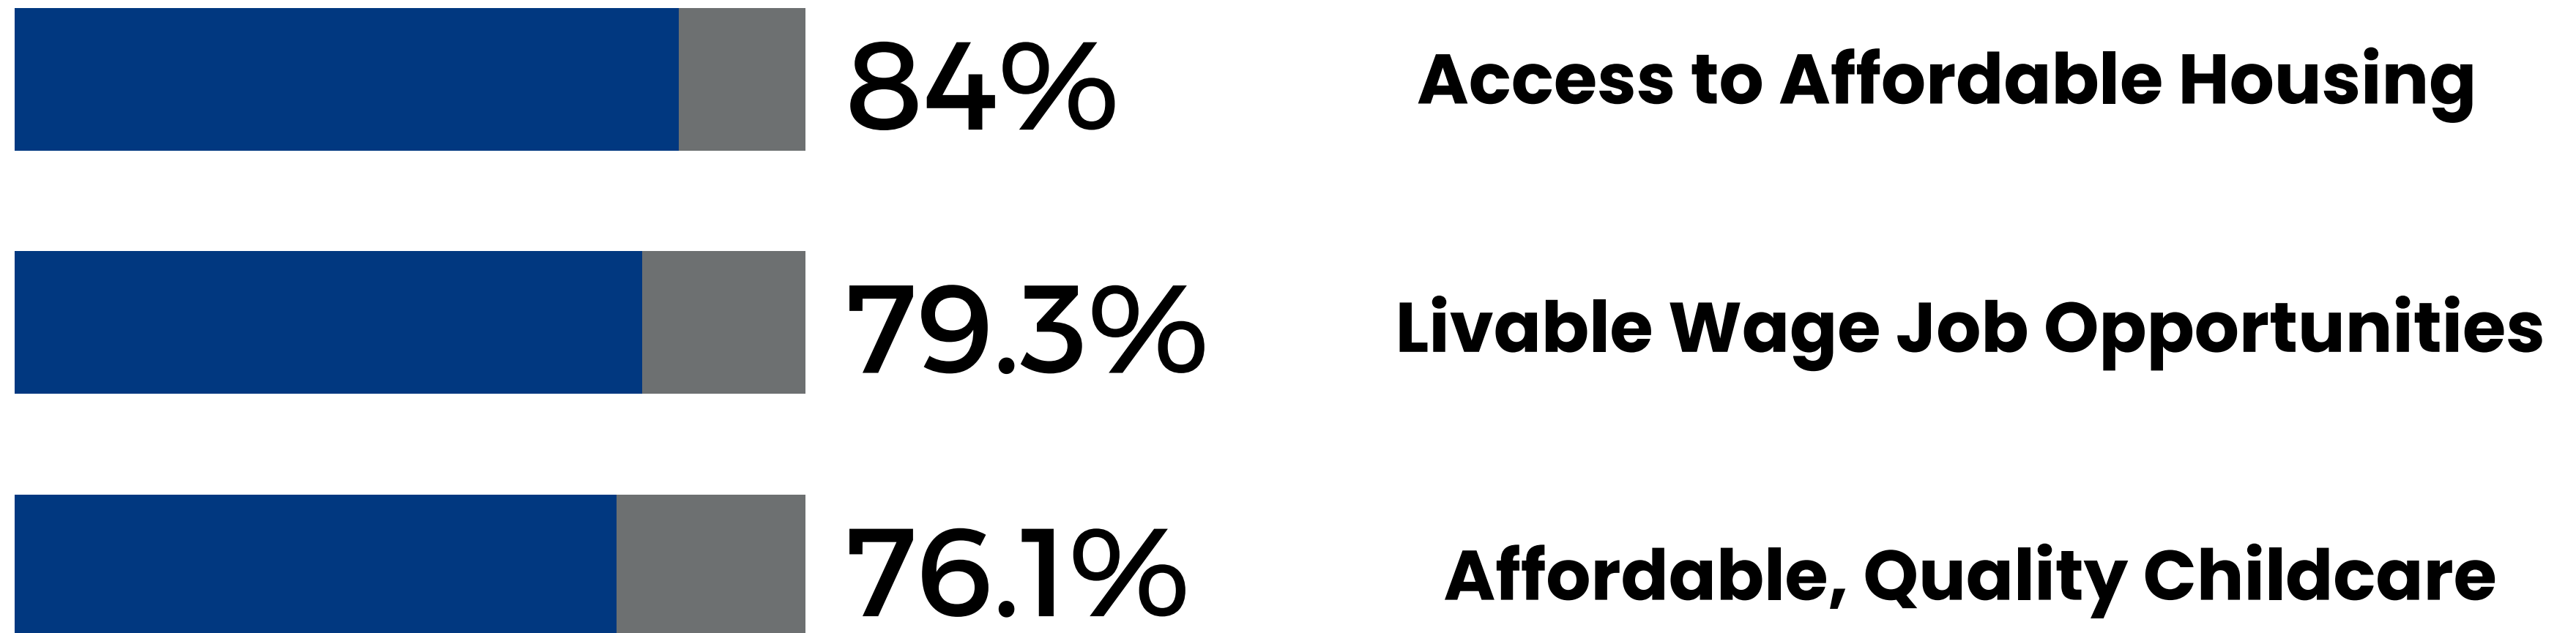 84%
Access to Affordable Housing
79.3%
Livable Wage Job Opportunities
76.1%
Affordable, Quality Childcare